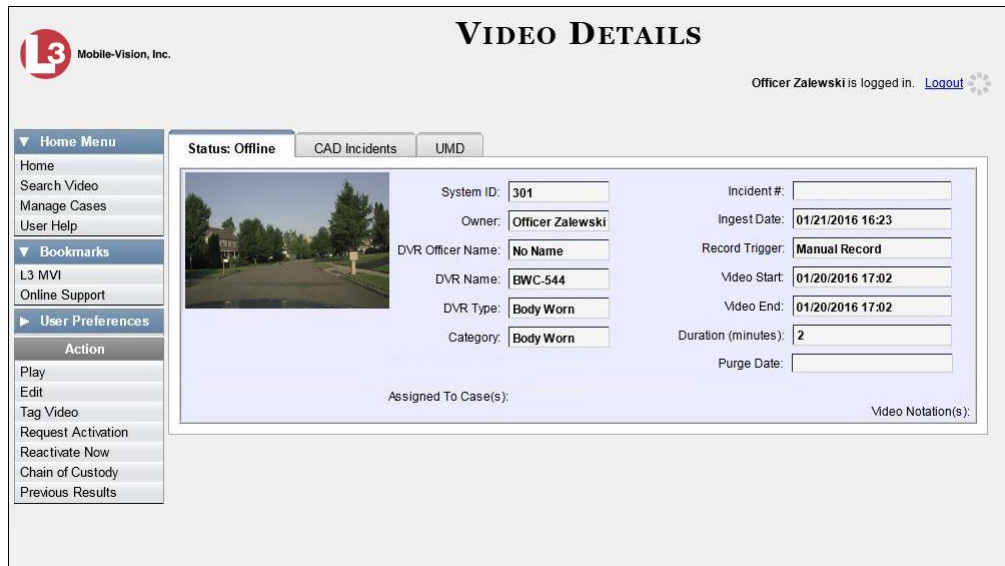 VIDEO DETAILS
L3 Mobile-Vision, Inc.
Officer Zalewski is logged in. Logout
Home Menu
Home
Search Video
Manage Cases
User Help
Bookmarks
L3 MVI
Online Support
User Preferences
Action
Play
Edit
Tag Video
Request Activation
Reactivate Now
Chain of Custody
Previous Results
Status: Offline
CAD Incidents
UMD
System ID: 301
Owner: Officer Zalewski
DVR Officer Name: No Name
DVR Name: BWC-544
DVR Type: Body Worn
Category: Body Worn
Incident #:
Ingest Date: 01/21/2016 16:23
Record Trigger: Manual Record
Video Start: 01/20/2016 17:02
Video End: 01/20/2016 17:02
Duration (minutes): 2
Purge Date:
Assigned To Case(s):
Video Notation(s):